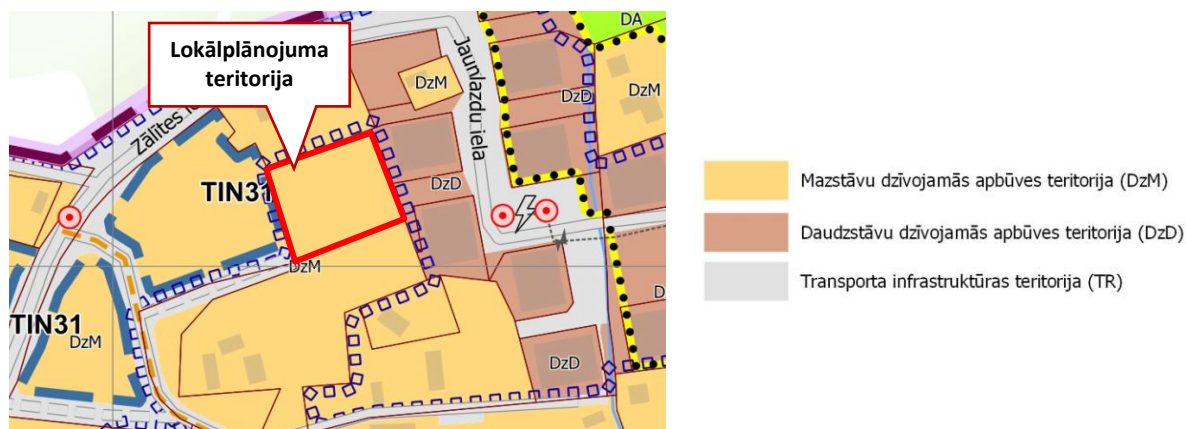 Lokālplānojuma
teritorija
DA
DzM
DzD
DzM
Jaunlazdu iela
Zālītes
TIN31
DzD
DzM
TIN31
DzM
DzD
Mazstāvu dzīvojamās apbūves teritorija (DzM)
Daudzstāvu dzīvojamās apbūves teritorija (DzD)
Transporta infrastruktūras teritorija (TR)